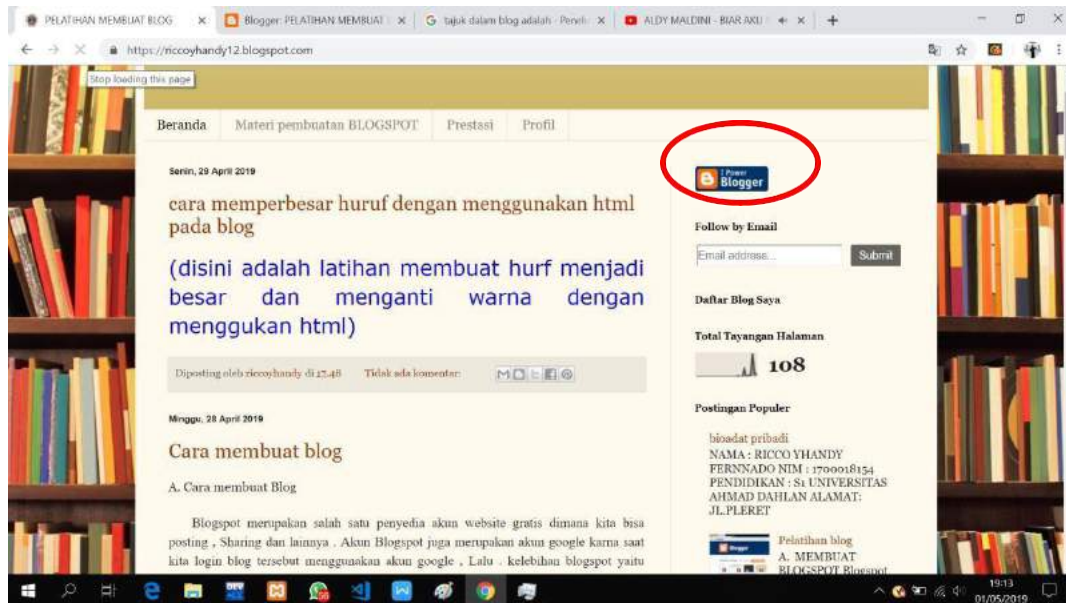 PELATIHAN MEMBUAT BLOG
Blogger: PELATIHAN MEMBUAT
tajuk dalam blog adalah - Penelu
ALDY MALDINI - BIAR AKU
https://riccoyhandy12.blogspot.com
Stop loading this page
Beranda
Materi pembuatan BLOGSPOT
Prestasi
Profil
Senin, 29 April 2019
cara memperbesar huruf dengan menggunakan html
pada blog
(disini adalah latihan membuat hurf menjadi
besar dan menganti warna dengan
menggukan html)
Diposting oleh riccoyhandy di 17.48
Tidak ada komentar:
Minggu, 28 April 2019
Cara membuat blog
A. Cara membuat Blog
Blogspot merupakan salah satu penyedia akun website gratis dimana kita bisa
posting , Sharing dan lainnya . Akun Blogspot juga merupakan akun google karna saat
kita login blog tersebut menggunakan akun google , Lalu . kelebihan blogspot yaitu
I Power
Blogger
Follow by Email
Email address...
Submit
Daftar Blog Saya
Total Tayangan Halaman
108
Postingan Populer
bioadat pribadi
NAMA : RICCO YHANDY
FERNNADO NIM : 1700018154
PENDIDIKAN : S1 UNIVERSITAS
AHMAD DAHLAN ALAMAT:
JL.PLERET
Pelatihan blog
A. MEMBUAT
BLOGSPOT Blogspot
19:13
01/05/2019